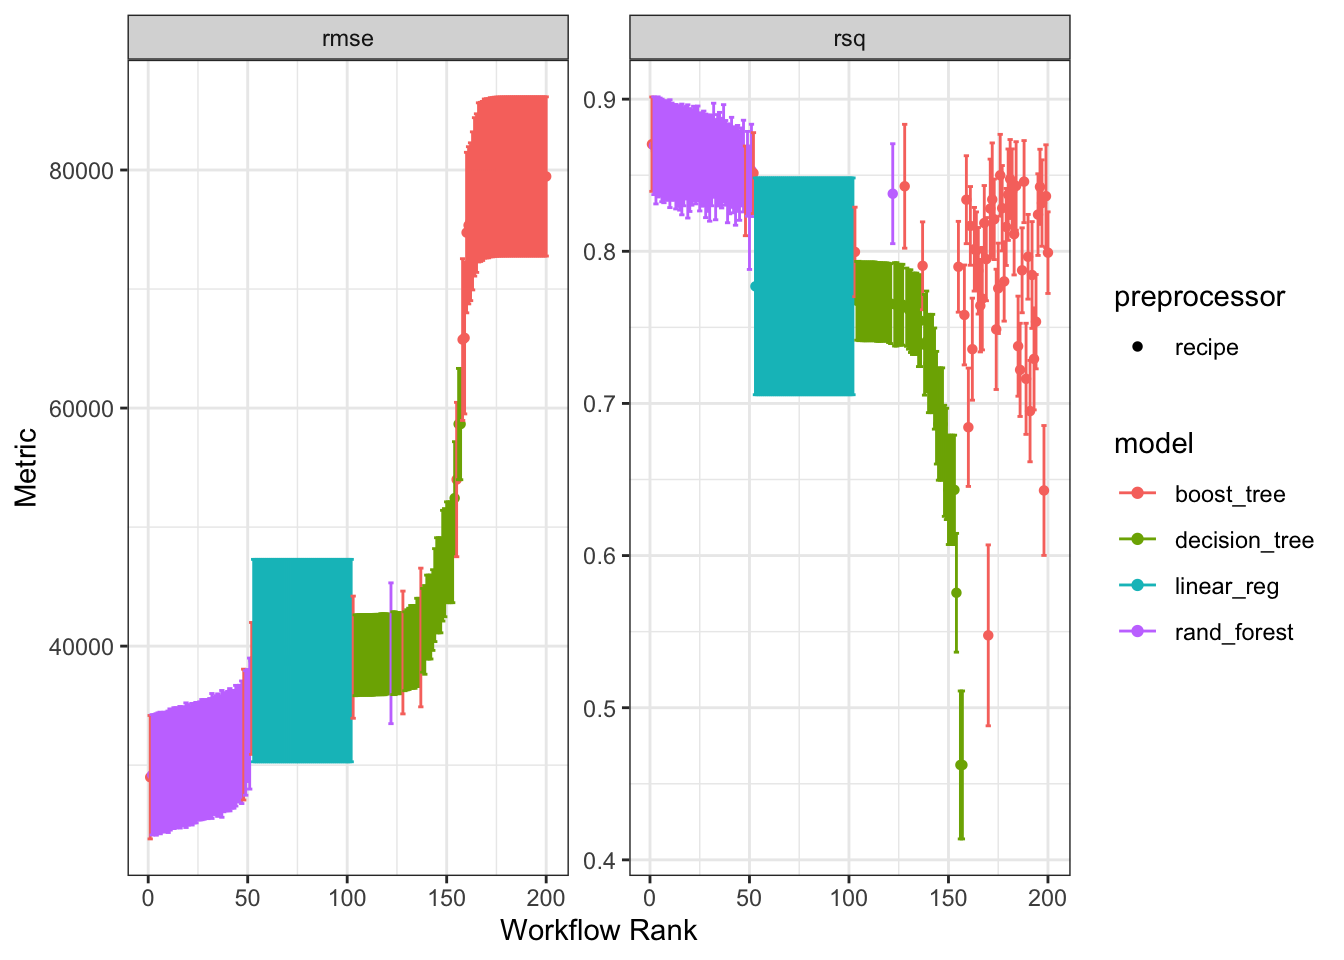 rmse
rsq
80000
60000
40000
0.9
0.8
0.7
0.6
0.5
0.4
0
50
100
150
200
0
50
100
150
200
Metric
Workflow Rank
preprocessor
recipe
model
boost_tree
decision_tree
linear_reg
rand_forest